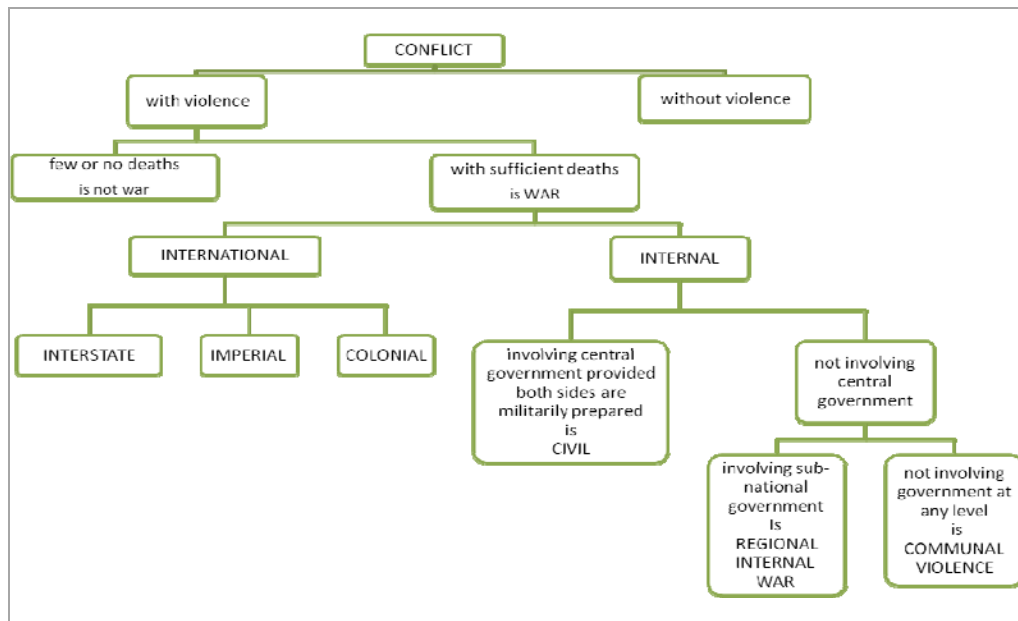 CONFLICT
with violence
without violence
few or no deaths
is not war
with sufficient deaths
is WAR
INTERNATIONAL
INTERNAL
INTERSTATE
IMPERIAL
COLONIAL
involving central
government provided
both sides are
militarily prepared
is
CIVIL
not involving
central
government
involving sub-
national
government
Is
REGIONAL
INTERNAL
WAR
not involving
government at
any level
is
COMMUNAL
VIOLENCE